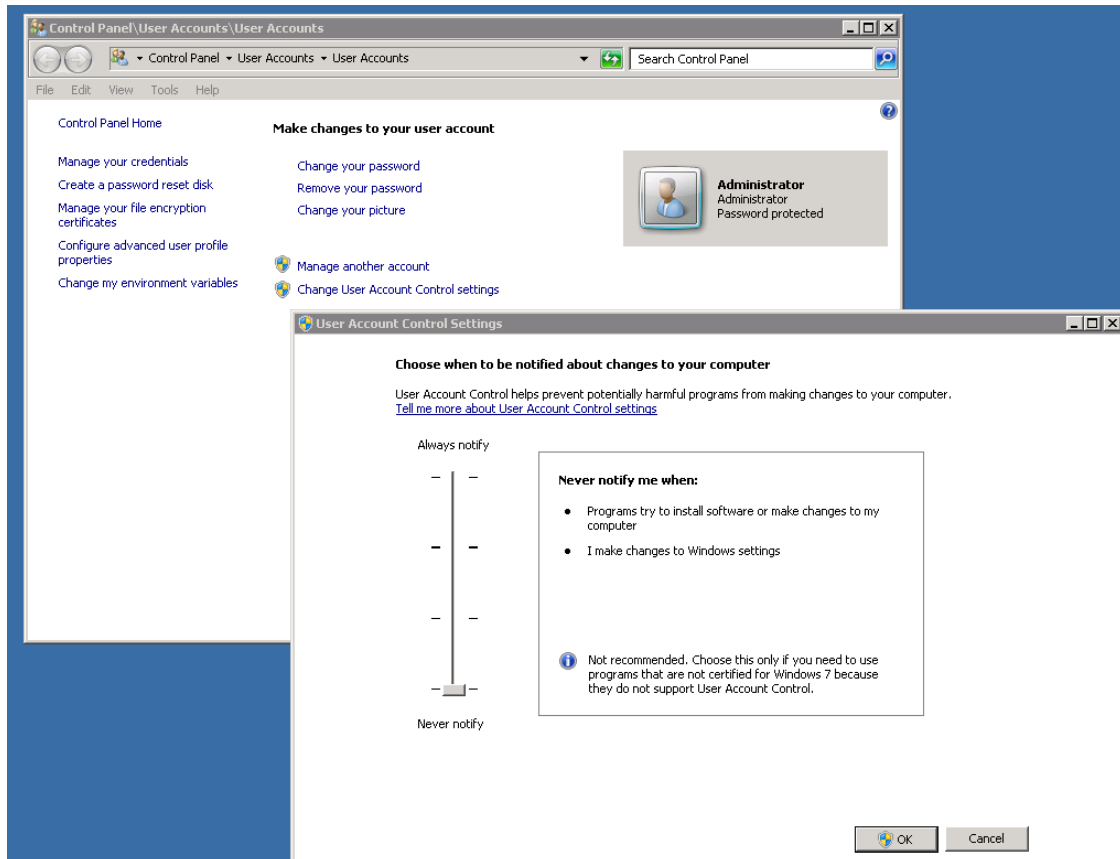 Control Panel\User Accounts\User Accounts
Control Panel User Accounts User Accounts
Search Control Panel
File Edit View Tools Help
Control Panel Home
Manage your credentials
Create a password reset disk
Manage your file encryption
certificates
Configure advanced user profile
properties
Change my environment variables
Make changes to your user account
Change your password
Remove your password
Change your picture
Manage another account
Change User Account Control settings
Administrator
Administrator
Password protected
User Account Control Settings
Choose when to be notified about changes to your computer
User Account Control helps prevent potentially harmful programs from making changes to your computer.
Tell me more about User Account Control settings
Always notify
Never notify
Never notify me when:
Programs try to install software or make changes to my
computer
I make changes to Windows settings
Not recommended. Choose this only if you need to use
programs that are not certified for Windows 7 because
they do not support User Account Control.
OK
Cancel